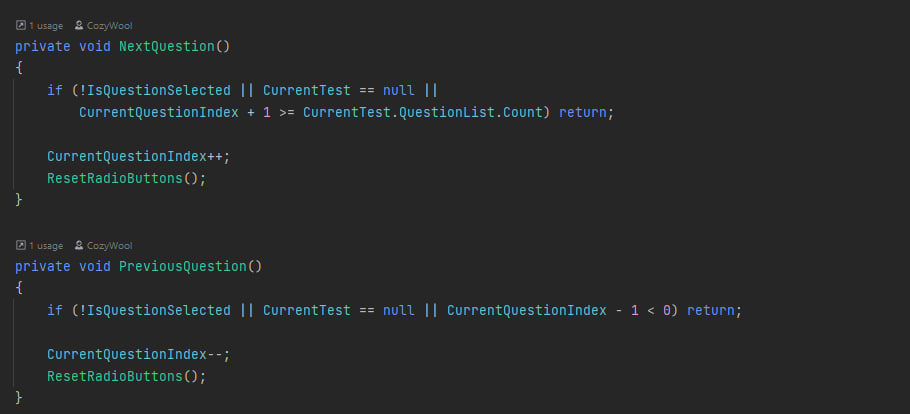 1 usage CozyWool
private void NextQuestion()
{
if (!IsQuestionSelected || CurrentTest == null ||
CurrentQuestionIndex + 1 >= CurrentTest.QuestionList.Count) return;
CurrentQuestionIndex++;
ResetRadioButtons();
}
1 usage CozyWool
private void PreviousQuestion()
{
if (!IsQuestionSelected || CurrentTest == null || CurrentQuestionIndex - 1 < 0) return;
CurrentQuestionIndex--;
ResetRadioButtons();
}